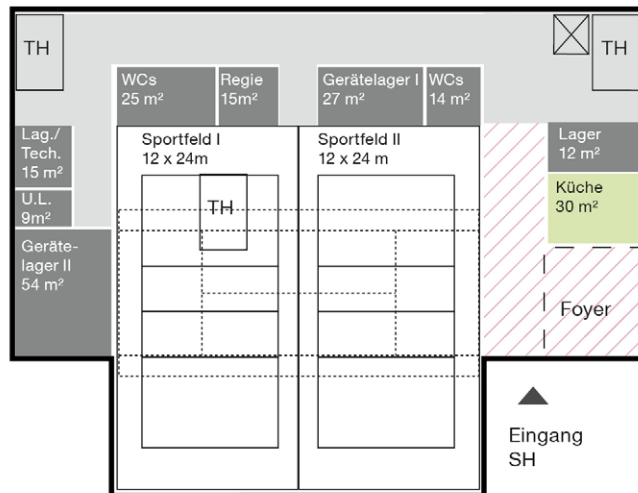 TH
TH
WCs
25 m²
Regie
15m²
Gerätelager I
27 m²
WCs
14 m²
Lag./
Tech.
15 m²
U.L.
9m²
Geräte-
lager II
54 m²
Sportfeld I
12 x 24m
Sportfeld II
12 x 24 m
TH
Lager
12 m²
Küche
30 m²
Foyer
Eingang
SH